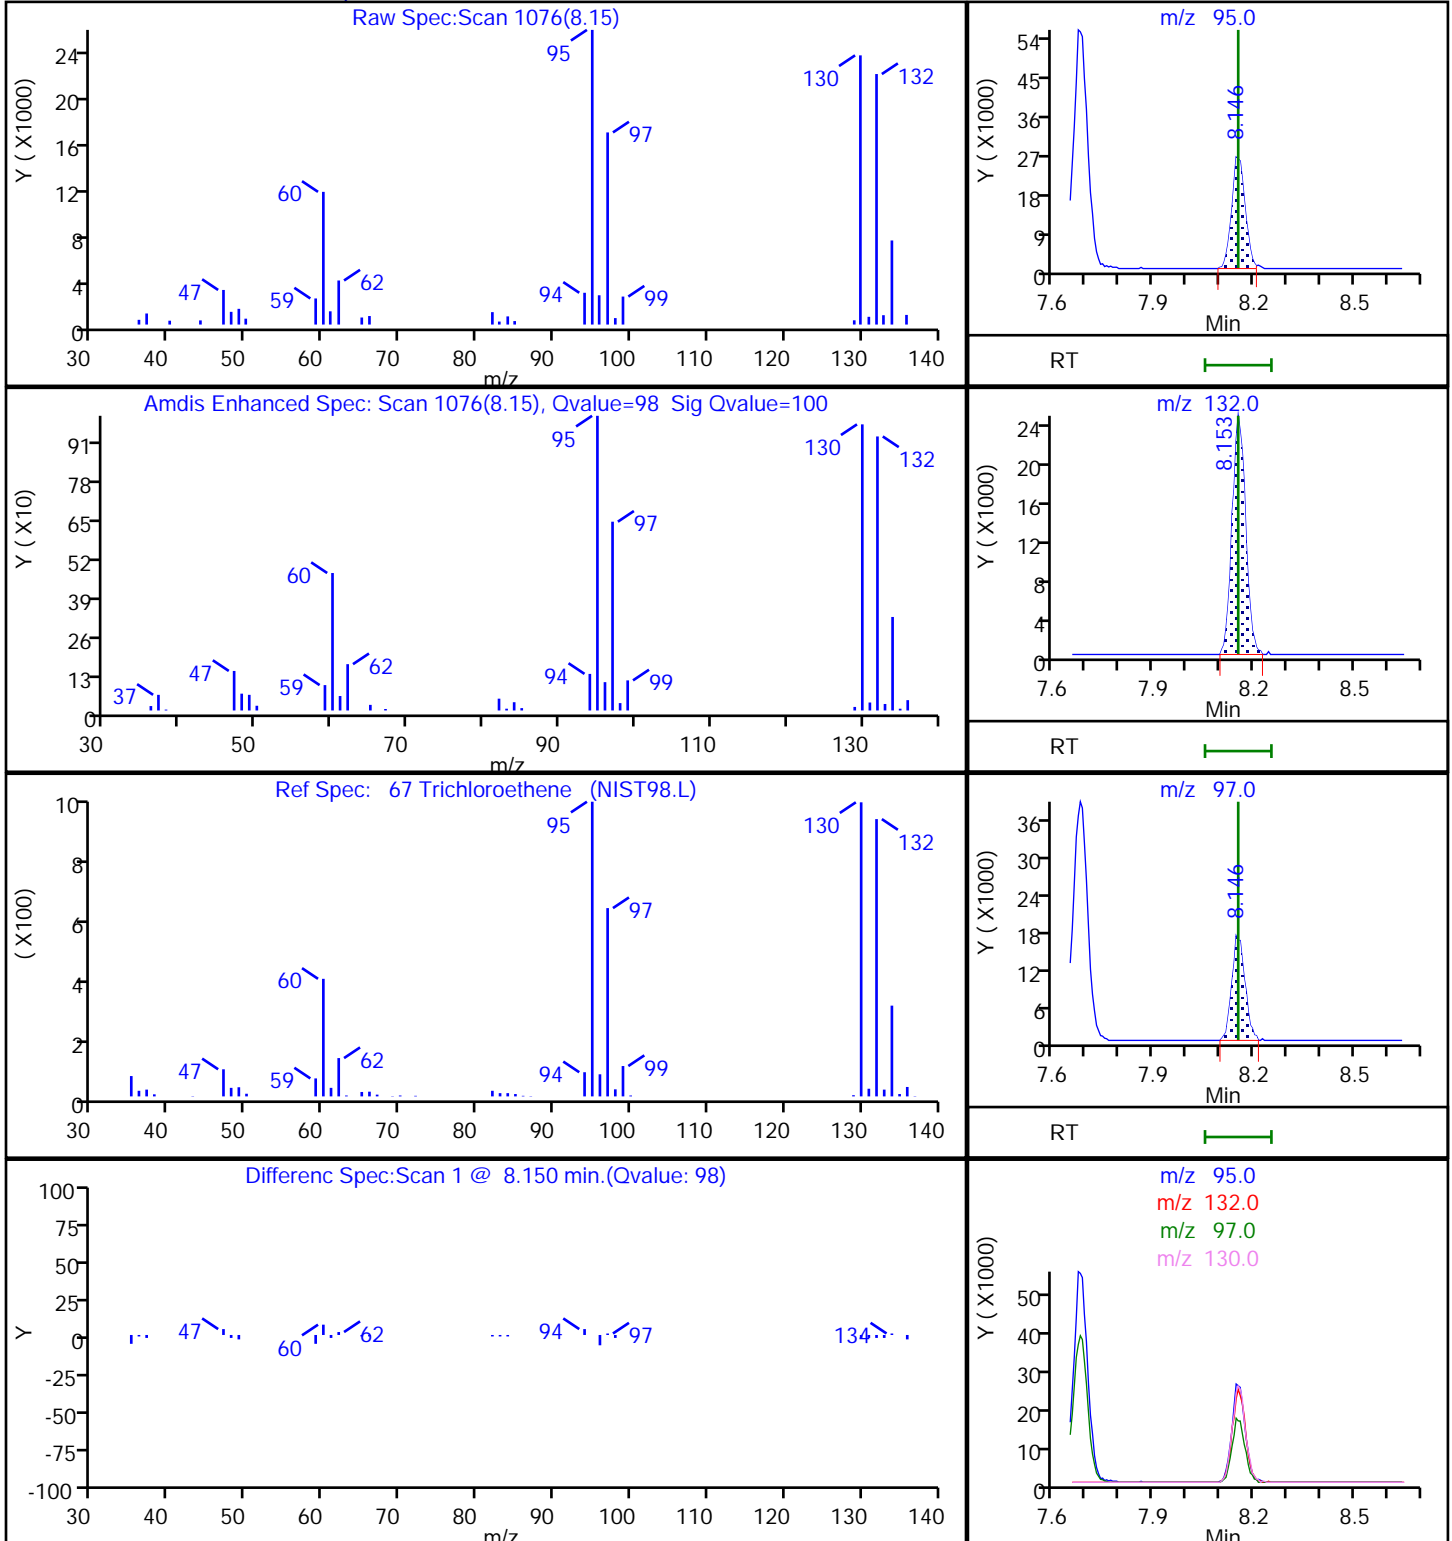 Raw Spec:Scan 1076(8.15)
Y ( X1000)
24
20
16
12
8
4
0
95
130
132
97
60
47
59
62
94
99
30 40 50 60 70 80 90 100 110 120 130 140
m/z
m/z 95.0
Y ( X1000)
54
45
36
27
18
9
0
8.146
7.6 7.9 8.2 8.5
Min
RT
Amdis Enhanced Spec: Scan 1076(8.15), Qvalue=98 Sig Qvalue=100
Y ( X10)
91
78
65
52
39
26
13
0
95
130
132
97
60
47
62
59
37
94
99
30 50 70 90 110 130
m/z
m/z 132.0
Y ( X1000)
24
20
16
12
8
4
0
8.153
7.6 7.9 8.2 8.5
Min
RT
Ref Spec: 67 Trichloroethene (NIST98.L)
( X100)
10
8
6
4
2
0
95
130
132
97
60
47
59
62
94
99
30 40 50 60 70 80 90 100 110 120 130 140
m/z 97.0
Y ( X1000)
36
30
24
18
12
6
0
8.146
7.6 7.9 8.2 8.5
Min
RT
Differenc Spec:Scan 1 @ 8.150 min.(Qvalue: 98)
Y
100
75
50
25
0
-25
-50
-75
-100
47
60
62
94
97
134
30 40 50 60 70 80 90 100 110 120 130 140
m/z
m/z 95.0
m/z 132.0
m/z 97.0
m/z 130.0
Y ( X1000)
50
40
30
20
10
0
7.6 7.9 8.2 8.5
Min